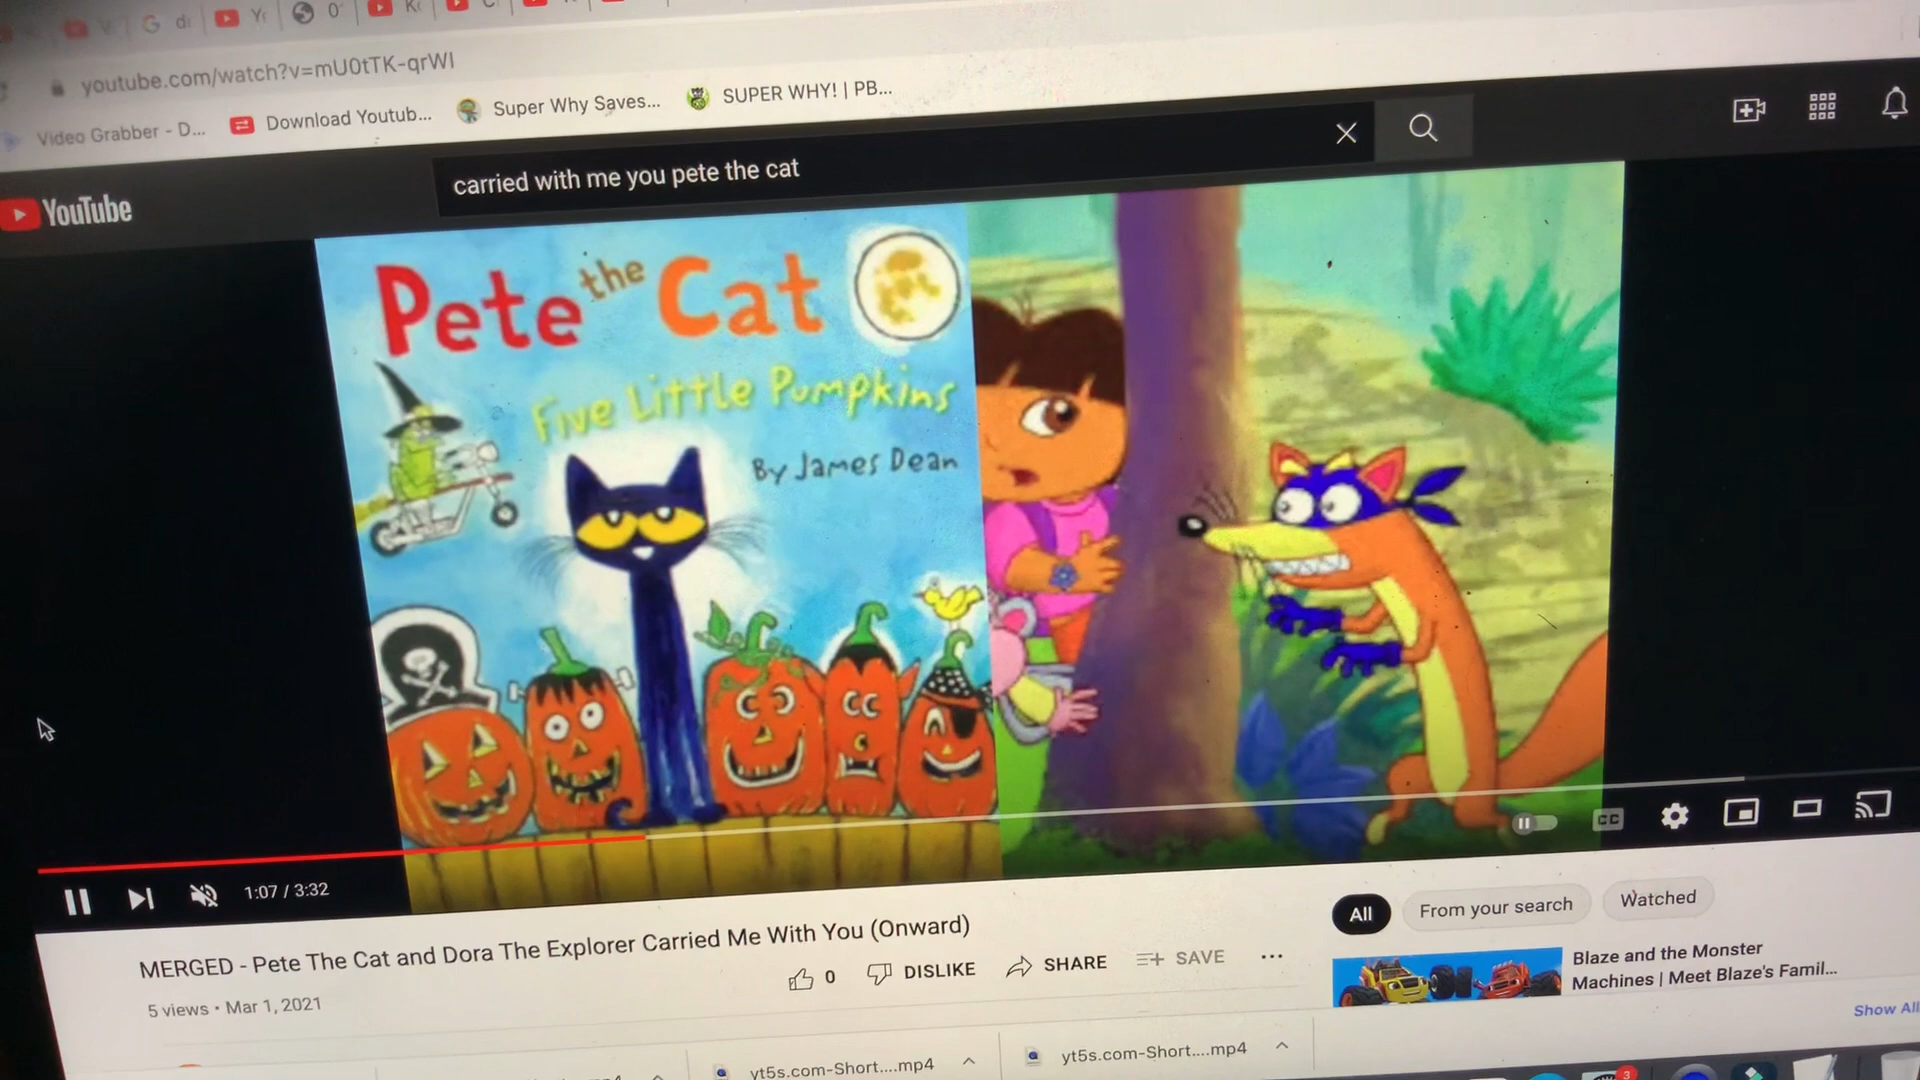 youtube.com/watch?v=mU0tTK-qrWI
Video Grabber - D...
Download Youtub...
Super Why Saves...
SUPER WHY! | PB...
YouTube
carried with me you pete the cat
Pete the Cat
Five Little Pumpkins
By James Dean
1:07 / 3:32
CC
MERGED - Pete The Cat and Dora The Explorer Carried Me With You (Onward)
5 views • Mar 1, 2021
0
DISLIKE
SHARE
SAVE
All
From your search
Watched
Blaze and the Monster
Machines | Meet Blaze's Famil...
Show All
yt5s.com-Short....mp4
yt5s.com-Short....mp4
3